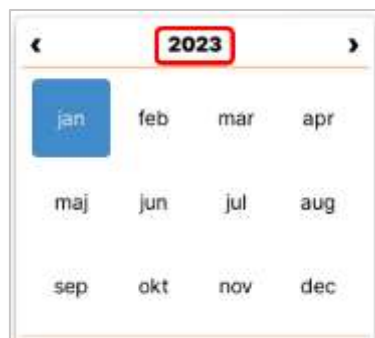 ‹ 2023 ›
jan feb mar apr
maj jun jul aug
sep okt nov dec